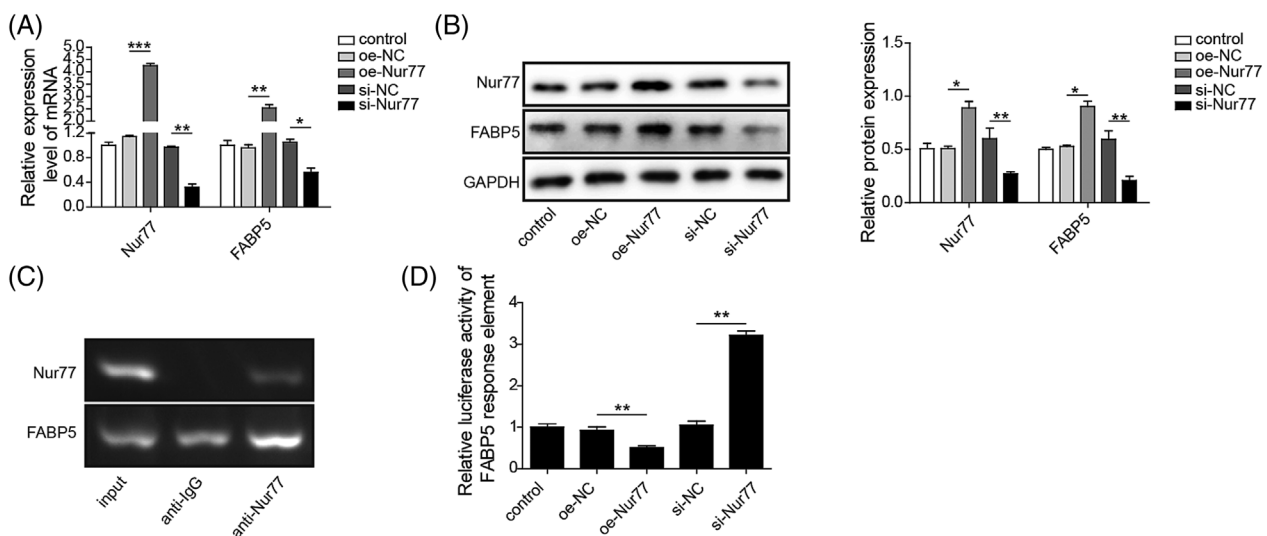 (A)
Relative expression
level of mRNA
5.0
4.5
4.0
3.5
3.0
2.5
2.0
1.2
0.8
0.4
0.0
***
**
**
*
Nur77
FABP5
control
oe-NC
oe-Nur77
si-NC
si-Nur77
(B)
Nur77
FABP5
GAPDH
control
oe-NC
oe-Nur77
si-NC
si-Nur77
Relative protein expression
1.5
1.0
0.5
0.0
*
**
*
**
Nur77
FABP5
control
oe-NC
oe-Nur77
si-NC
si-Nur77
(C)
Nur77
FABP5
input
anti-IgG
anti-Nur77
(D)
Relative luciferase activity of
FABP5 response element
4
3
2
1
0
**
**
control
oe-NC
oe-Nur77
si-NC
si-Nur77